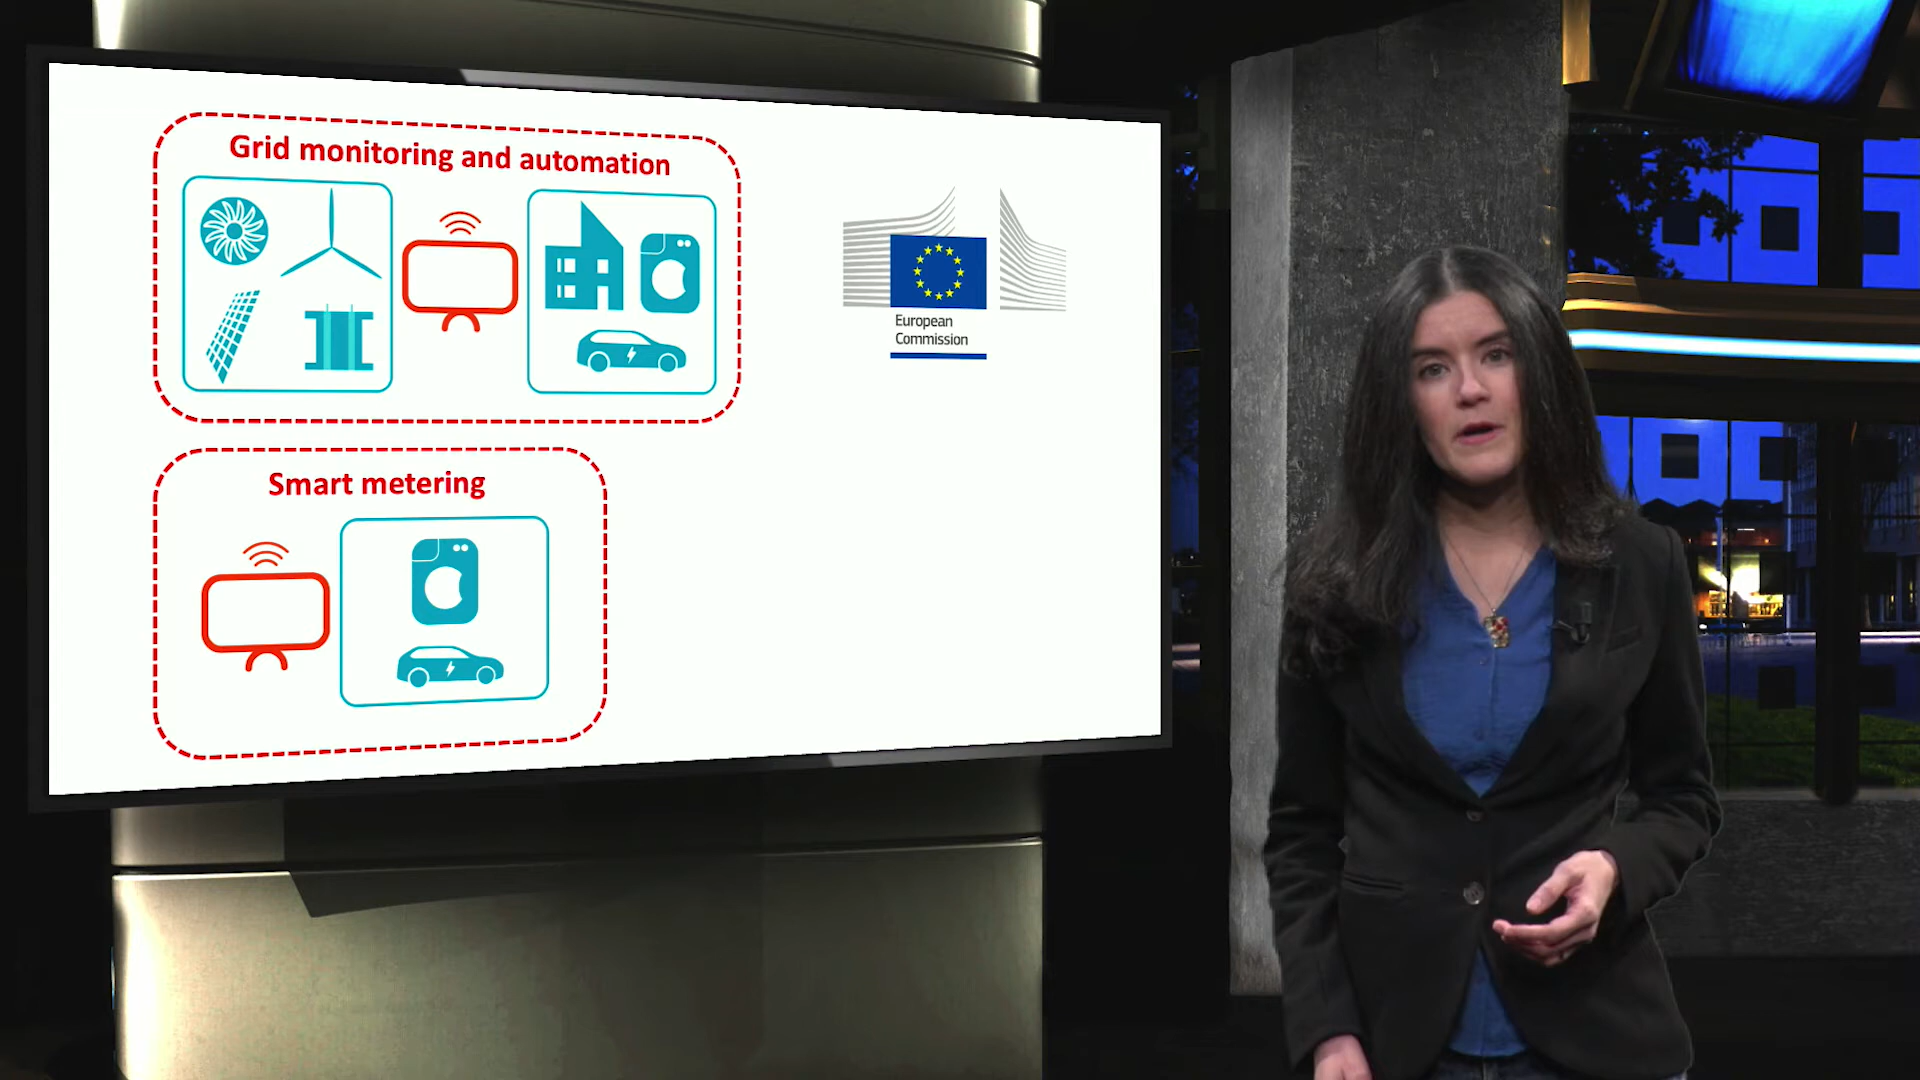 Grid monitoring and automation
European
Commission
Smart metering